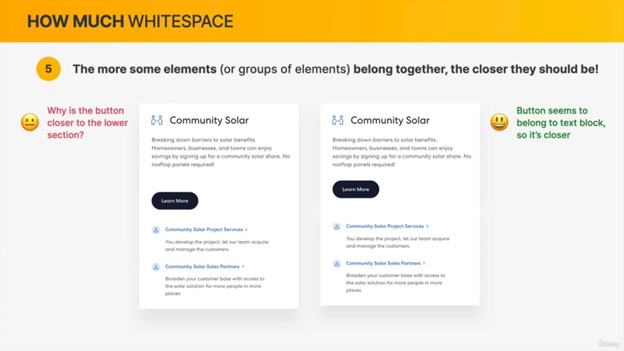 HOW MUCH WHITESPACE
5 The more some elements (or groups of elements) belong together, the closer they should be!
Why is the button
closer to the lower
section?
Community Solar
Breaking down barriers to solar benefits.
Homeowners, businesses, and towns can enjoy
savings by signing up for a community solar share. No
rooftop panels required!
Learn More
Community Solar Project Services >
You develop the project, let our team acquire
and manage the customers.
Community Solar Sales Partners >
Broaden your customer base with access to
the solar solution for more people in more
places.
Community Solar
Breaking down barriers to solar benefits.
Homeowners, businesses, and towns can enjoy
savings by signing up for a community solar share. No
rooftop panels required!
Learn More
Community Solar Project Services >
You develop the project, let our team acquire
and manage the customers.
Community Solar Sales Partners >
Broaden your customer base with access to
the solar solution for more people in more
places.
Button seems to
belong to text block,
so it's closer
Udemy